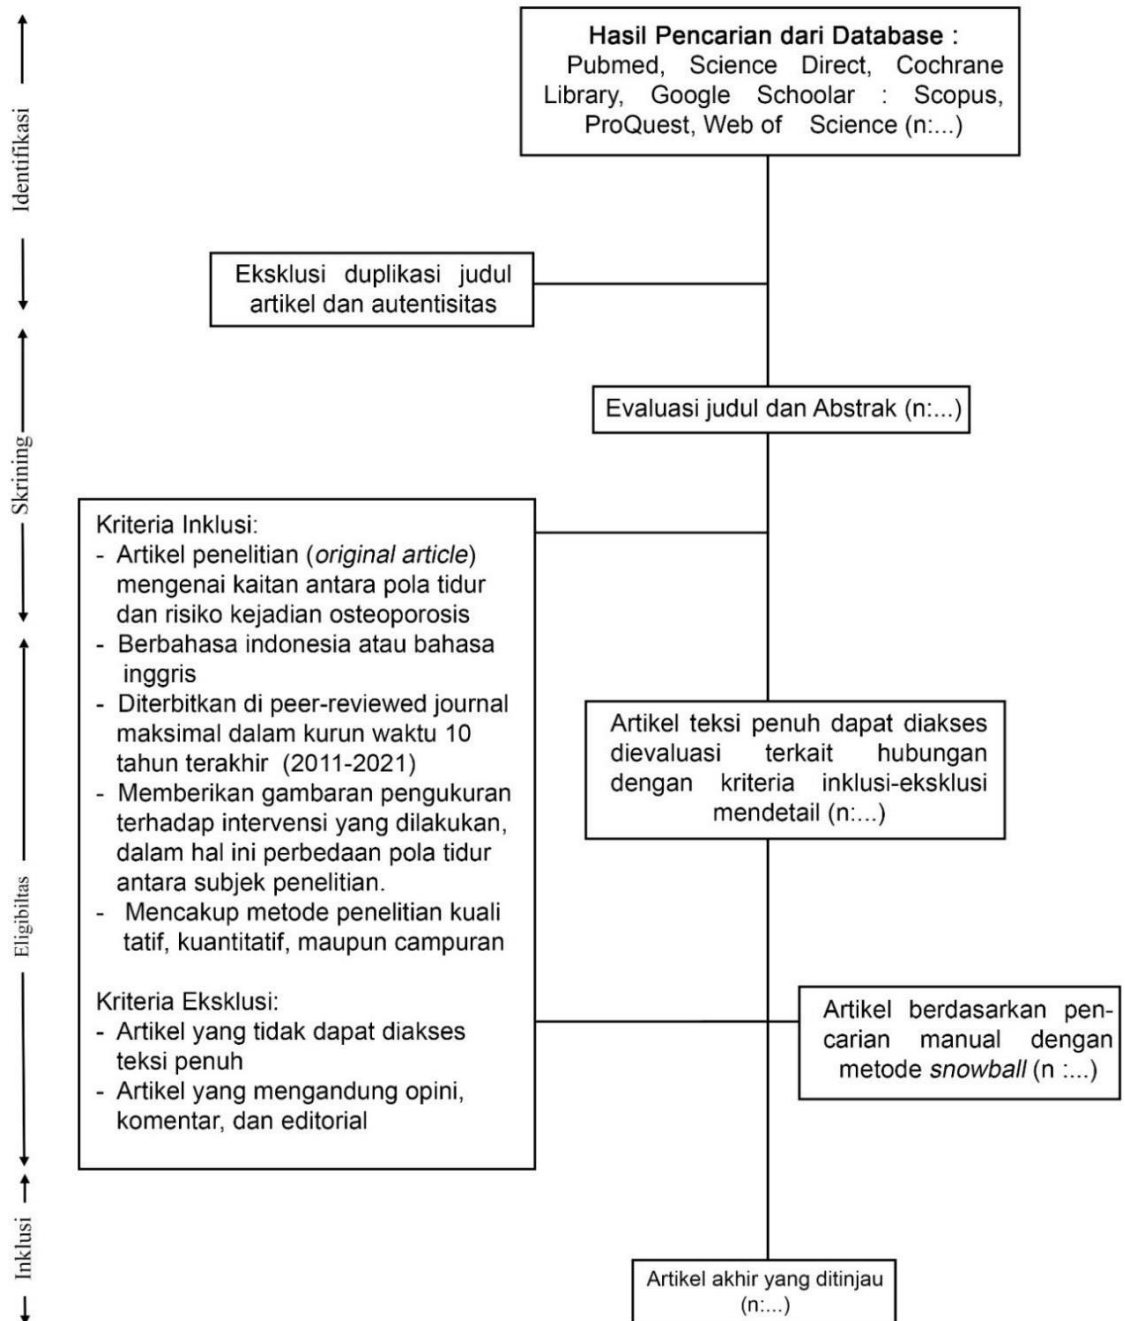 Identifikasi
Skrining
Eligibiltas
Inklusi
Hasil Pencarian dari Database :
Pubmed, Science Direct, Cochrane
Library, Google Schoolar : Scopus,
ProQuest, Web of Science (n:...)
Eksklusi duplikasi judul
artikel dan autentisitas
Evaluasi judul dan Abstrak (n:...)
Kriteria Inklusi:
- Artikel penelitian (original article)
mengenai kaitan antara pola tidur
dan risiko kejadian osteoporosis
- Berbahasa indonesia atau bahasa
inggris
- Diterbitkan di peer-reviewed journal
maksimal dalam kurun waktu 10
tahun terakhir (2011-2021)
- Memberikan gambaran pengukuran
terhadap intervensi yang dilakukan,
dalam hal ini perbedaan pola tidur
antara subjek penelitian.
- Mencakup metode penelitian kuali
tatif, kuantitatif, maupun campuran
Kriteria Eksklusi:
- Artikel yang tidak dapat diakses
teksi penuh
- Artikel yang mengandung opini,
komentar, dan editorial
Artikel teksi penuh dapat diakses
dievaluasi terkait hubungan
dengan kriteria inklusi-eksklusi
mendetail (n:...)
Artikel berdasarkan pen-
carian manual dengan
metode snowball (n :...)
Artikel akhir yang ditinjau
(n:...)